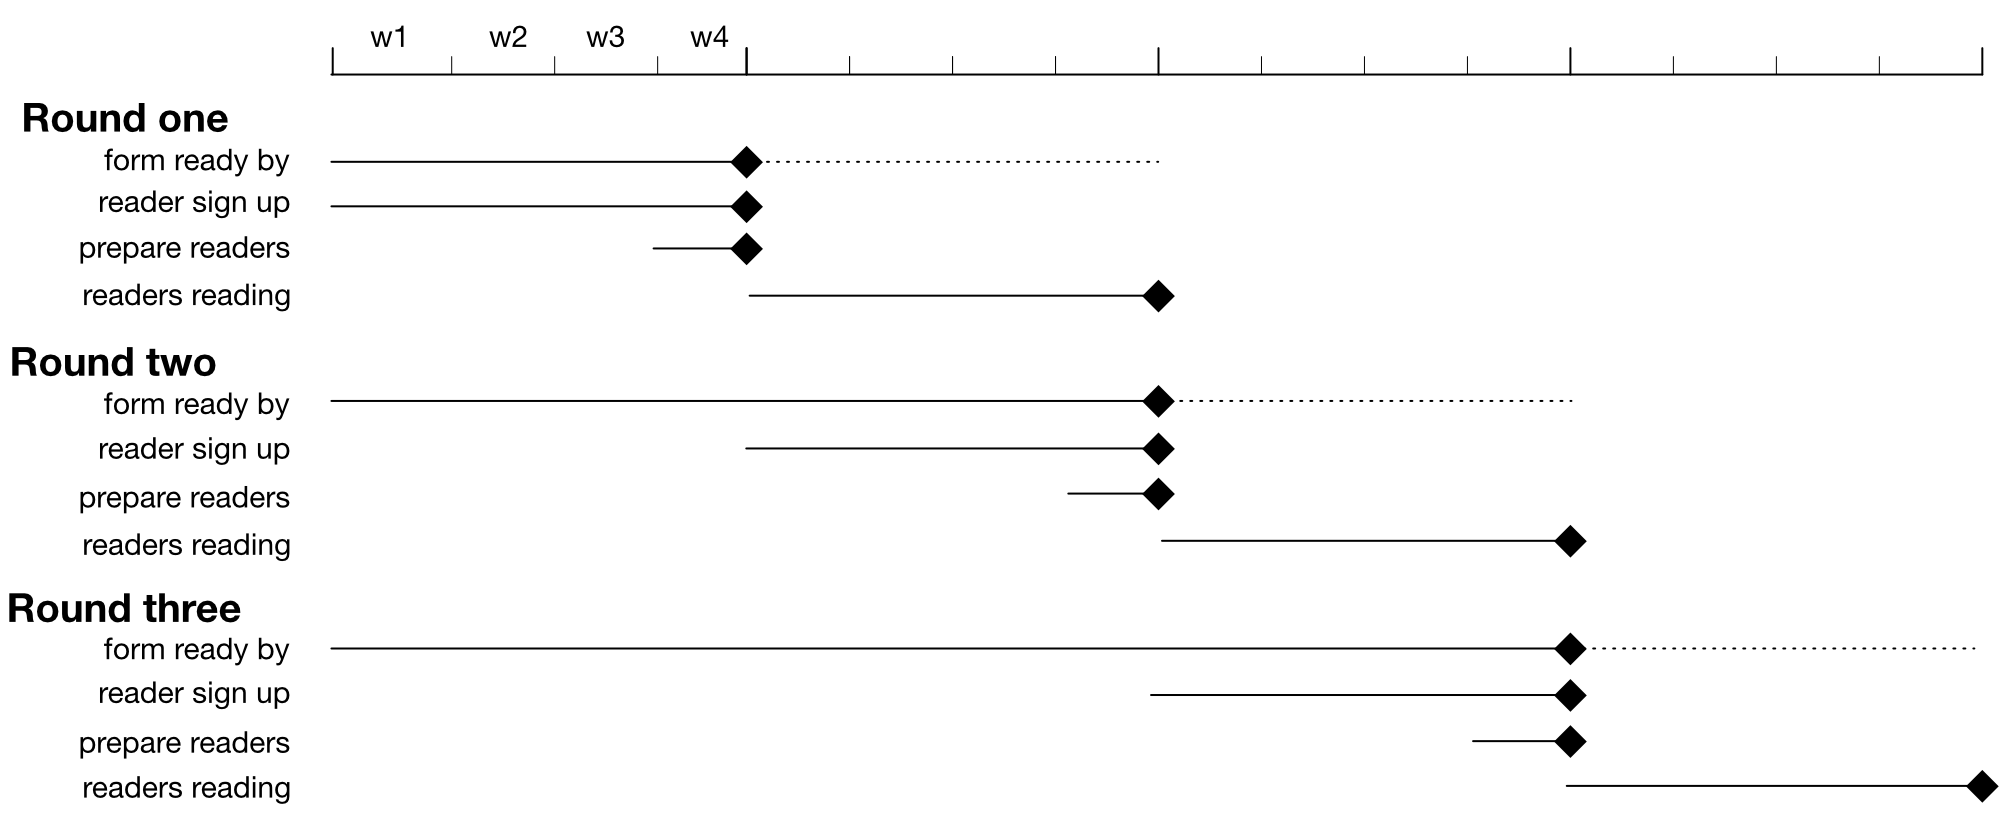 w1 w2 w3 w4
Round one
form ready by
reader sign up
prepare readers
readers reading
Round two
form ready by
reader sign up
prepare readers
readers reading
Round three
form ready by
reader sign up
prepare readers
readers reading